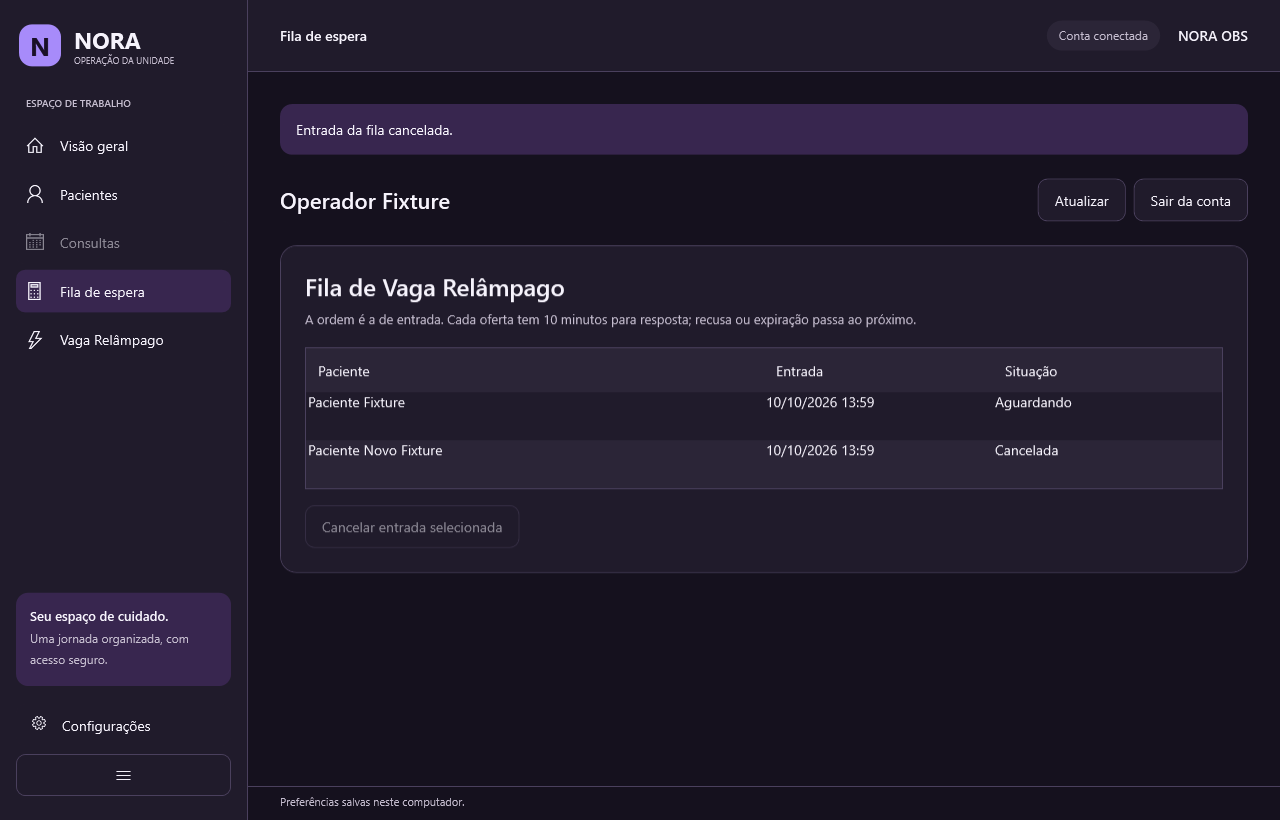 N
NORA
OPERAÇÃO DA UNIDADE
ESPAÇO DE TRABALHO
Visão geral
Pacientes
Consultas
Fila de espera
Vaga Relâmpago
Seu espaço de cuidado.
Uma jornada organizada, com
acesso seguro.
Configurações
Fila de espera
Conta conectada
NORA OBS
Entrada da fila cancelada.
Operador Fixture
Atualizar
Sair da conta
Fila de Vaga Relâmpago
A ordem é a de entrada. Cada oferta tem 10 minutos para resposta; recusa ou expiração passa ao próximo.
Paciente Entrada Situação
Paciente Fixture 10/10/2026 13:59 Aguardando
Paciente Novo Fixture 10/10/2026 13:59 Cancelada
Cancelar entrada selecionada
Preferências salvas neste computador.